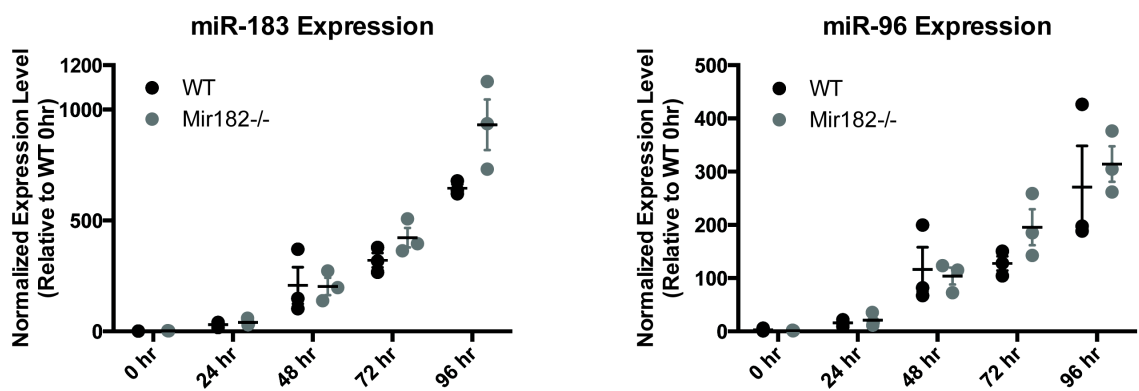 miR-183 Expression
Normalized Expression Level
(Relative to WT 0hr)
1200
1000
500
0
WT
Mir182-/-
0 hr
24 hr
48 hr
72 hr
96 hr
miR-96 Expression
Normalized Expression Level
(Relative to WT 0hr)
500
400
300
200
100
0
WT
Mir182-/-
0 hr
24 hr
48 hr
72 hr
96 hr